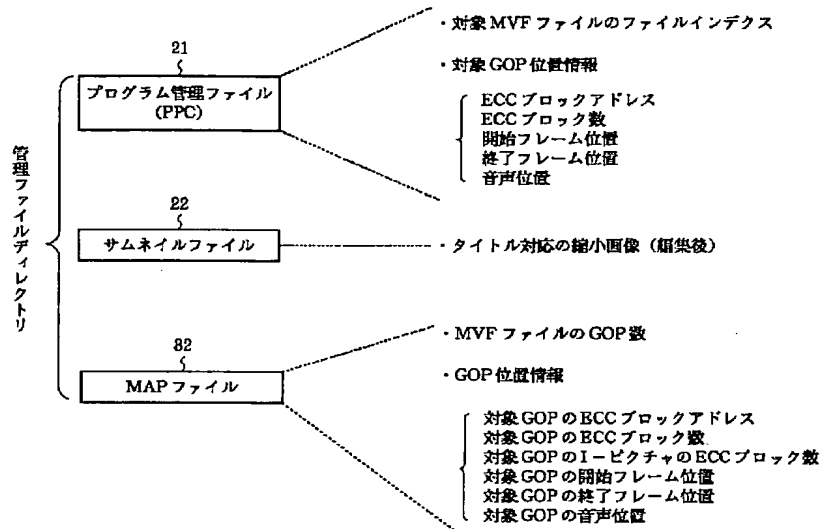 管理ファイルディレクトリ
21
プログラム管理ファイル
(PPC)
・対象MVFファイルのファイルインデクス
・対象GOP位置情報
ECCブロックアドレス
ECCブロック数
開始フレーム位置
終了フレーム位置
音声位置
22
サムネイルファイル
・タイトル対応の縮小画像（編集後）
32
MAPファイル
・MVFファイルのGOP数
・GOP位置情報
対象GOPのECCブロックアドレス
対象GOPのECCブロック数
対象GOPのI－ピクチャのECCブロック数
対象GOPの開始フレーム位置
対象GOPの終了フレーム位置
対象GOPの音声位置